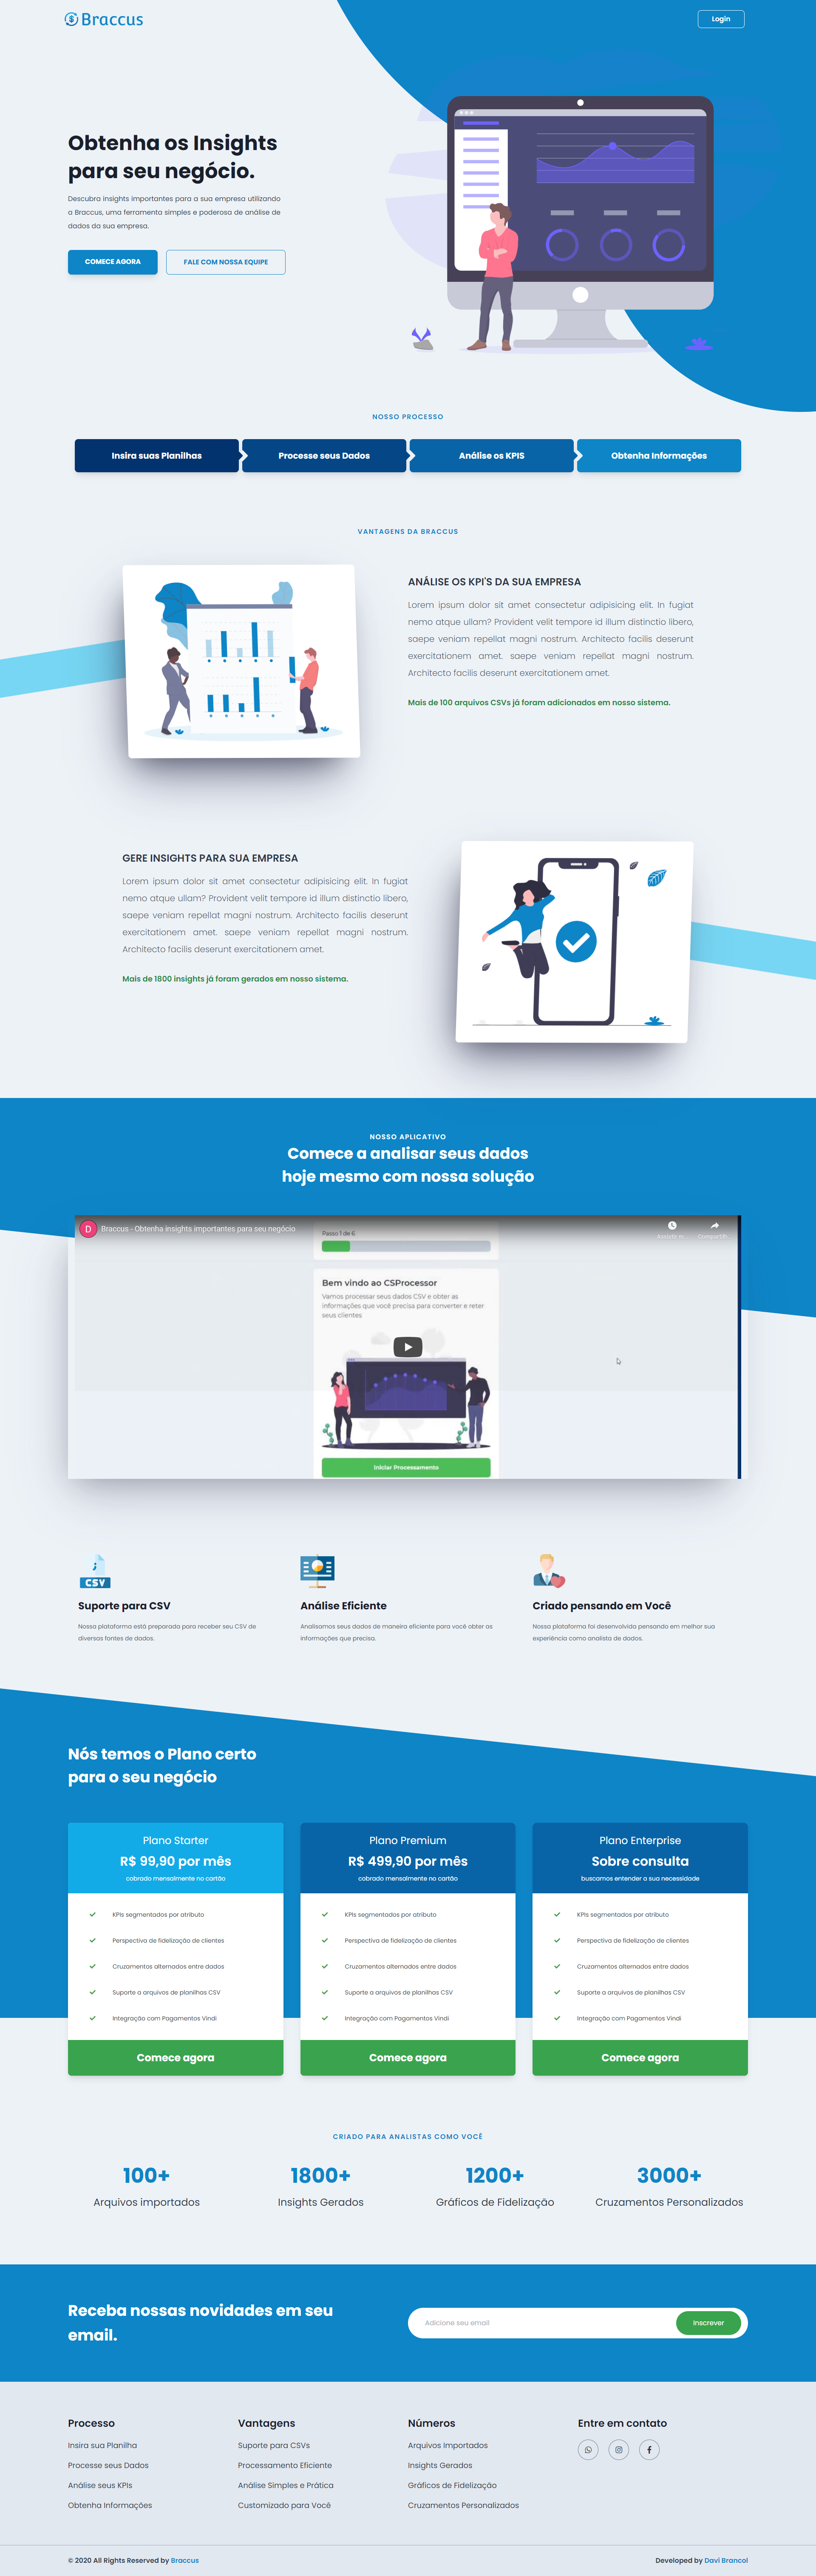 Braccus
Login
Obtenha os Insights
para seu negócio.
Descubra insights importantes para a sua empresa utilizando
a Braccus, uma ferramenta simples e poderosa de análise de
dados da sua empresa.
COMECE AGORA
FALE COM NOSSA EQUIPE
NOSSO PROCESSO
Insira suas Planilhas
Processe seus Dados
Análise os KPIS
Obtenha Informações
VANTAGENS DA BRACCUS
ANÁLISE OS KPI'S DA SUA EMPRESA
Lorem ipsum dolor sit amet consectetur adipisicing elit. In fugiat
nemo atque ullam? Provident velit tempore id illum distinctio libero,
saepe veniam repellat magni nostrum. Architecto facilis deserunt
exercitationem amet. saepe veniam repellat magni nostrum.
Architecto facilis deserunt exercitationem amet.
Mais de 100 arquivos CSVs já foram adicionados em nosso sistema.
GERE INSIGHTS PARA SUA EMPRESA
Lorem ipsum dolor sit amet consectetur adipisicing elit. In fugiat
nemo atque ullam? Provident velit tempore id illum distinctio libero,
saepe veniam repellat magni nostrum. Architecto facilis deserunt
exercitationem amet. saepe veniam repellat magni nostrum.
Architecto facilis deserunt exercitationem amet.
Mais de 1800 insights já foram gerados em nosso sistema.
NOSSO APLICATIVO
Comece a analisar seus dados
hoje mesmo com nossa solução
D
Braccus - Obtenha insights importantes para seu negócio
Passo 1 de 6
Bem vindo ao CSProcessor
Vamos processar seus dados CSV e obter as
informações que você precisa para converter e reter
seus clientes
Iniciar Processamento
CSV
Suporte para CSV
Nossa plataforma está preparada para receber seu CSV de
diversas fontes de dados.
Análise Eficiente
Analisamos seus dados de maneira eficiente para você obter as
informações que precisa.
Criado pensando em Você
Nossa plataforma foi desenvolvida pensando em melhor sua
experiência como analista de dados.
Nós temos o Plano certo
para o seu negócio
Plano Starter
R$ 99,90 por mês
cobrado mensalmente no cartão
KPIs segmentados por atributo
Perspectiva de fidelização de clientes
Cruzamentos alternados entre dados
Suporte a arquivos de planilhas CSV
Integração com Pagamentos Vindi
Comece agora
Plano Premium
R$ 499,90 por mês
cobrado mensalmente no cartão
KPIs segmentados por atributo
Perspectiva de fidelização de clientes
Cruzamentos alternados entre dados
Suporte a arquivos de planilhas CSV
Integração com Pagamentos Vindi
Comece agora
Plano Enterprise
Sobre consulta
buscamos entender a sua necessidade
KPIs segmentados por atributo
Perspectiva de fidelização de clientes
Cruzamentos alternados entre dados
Suporte a arquivos de planilhas CSV
Integração com Pagamentos Vindi
Comece agora
CRIADO PARA ANALISTAS COMO VOCÊ
100+
Arquivos importados
1800+
Insights Gerados
1200+
Gráficos de Fidelização
3000+
Cruzamentos Personalizados
Receba nossas novidades em seu
email.
Adicione seu email
Inscrever
Processo
Insira sua Planilha
Processe seus Dados
Análise seus KPIs
Obtenha Informações
Vantagens
Suporte para CSVs
Processamento Eficiente
Análise Simples e Prática
Customizado para Você
Números
Arquivos Importados
Insights Gerados
Gráficos de Fidelização
Cruzamentos Personalizados
Entre em contato
© 2020 All Rights Reserved by Braccus
Developed by Davi Brancol